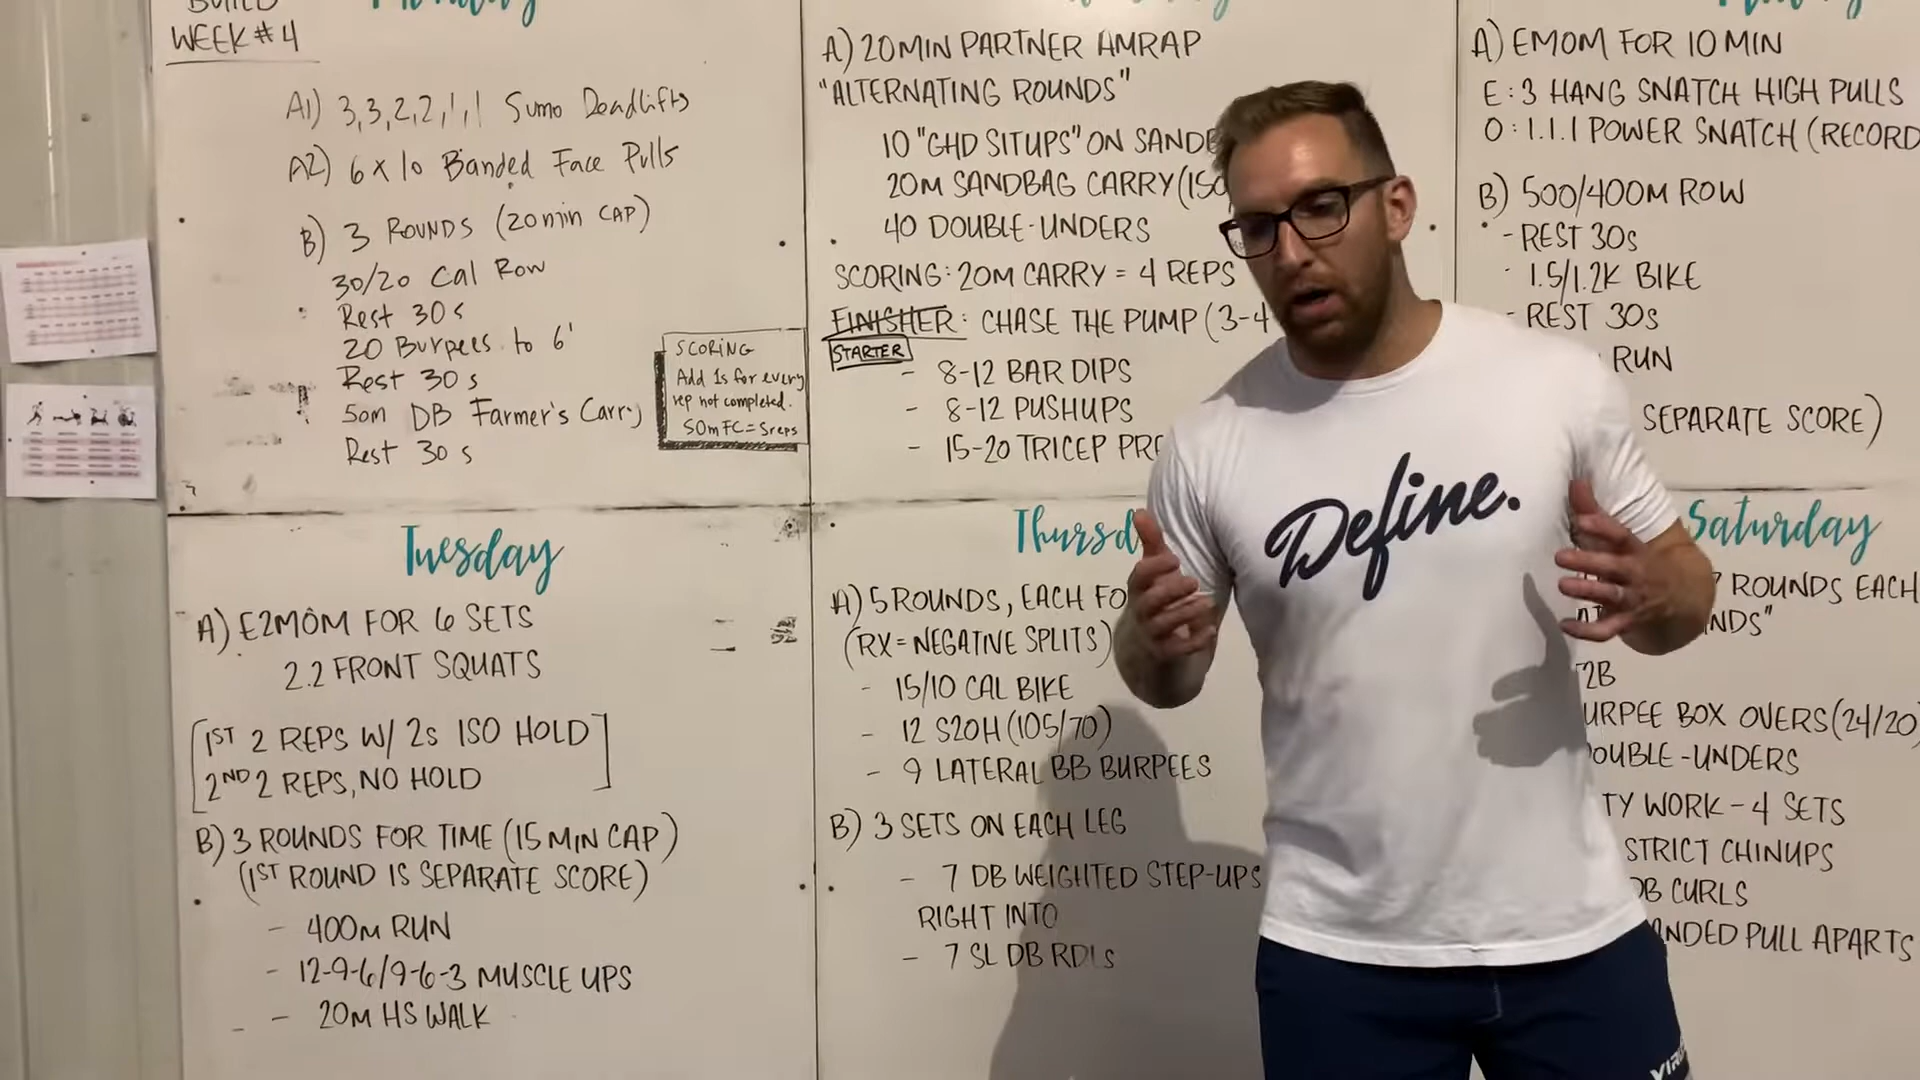 BUILD
WEEK #4
Monday
A1) 3,3,2,2,1,1 Sumo Deadlifts
A2) 6 x 10 Banded Face Pulls
B) 3 ROUNDS (20min CAP)
30/20 Cal Row
Rest 30s
20 Burpees to 6'
Rest 30s
50m DB Farmer's Carry
Rest 30s
SCORING
Add 1s for every
rep not completed.
50m FC = 5reps
Tuesday
A) E2MOM FOR 6 SETS
2.2 FRONT SQUATS
[1ST 2 REPS W/ 2s ISO HOLD
2ND 2 REPS, NO HOLD]
B) 3 ROUNDS FOR TIME (15 MIN CAP)
(1ST ROUND IS SEPARATE SCORE)
- 400M RUN
- 12-9-6/9-6-3 MUSCLE UPS
- 20M HS WALK
A) 20MIN PARTNER AMRAP
"ALTERNATING ROUNDS"
10 "GHD SITUPS" ON
20M SANDBAG CARRY
40 DOUBLE-UNDERS
SCORING: 20M CARRY = 4 REPS
FINISHER: CHASE THE PUMP (3-4
STARTER
- 8-12 BAR DIPS
- 8-12 PUSHUPS
- 15-20 TRICEP
A) 5 ROUNDS, EACH
(RX = NEGATIVE SPLITS)
- 15/10 CAL BIKE
- 12 S2OH (105/70)
- 9 LATERAL BB BURPEES
B) 3 SETS ON EACH LEG
- 7 DB WEIGHTED STEP-UPS
RIGHT INTO
- 7 SL DB RDLS
A) EMOM FOR 10 MIN
E: 3 HANG SNATCH HIGH PULLS
O: 1.1.1 POWER SNATCH (RECORD
B) 500/400M ROW
- REST 30s
- 1.5/1.2K BIKE
- REST 30s
RUN
SEPARATE SCORE)
Saturday
ROUNDS EACH
T2B
BOX OVERS (24/20)
-UNDERS
WORK - 4 SETS
STRICT CHINUPS
DB CURLS
PULL APARTS
Define.